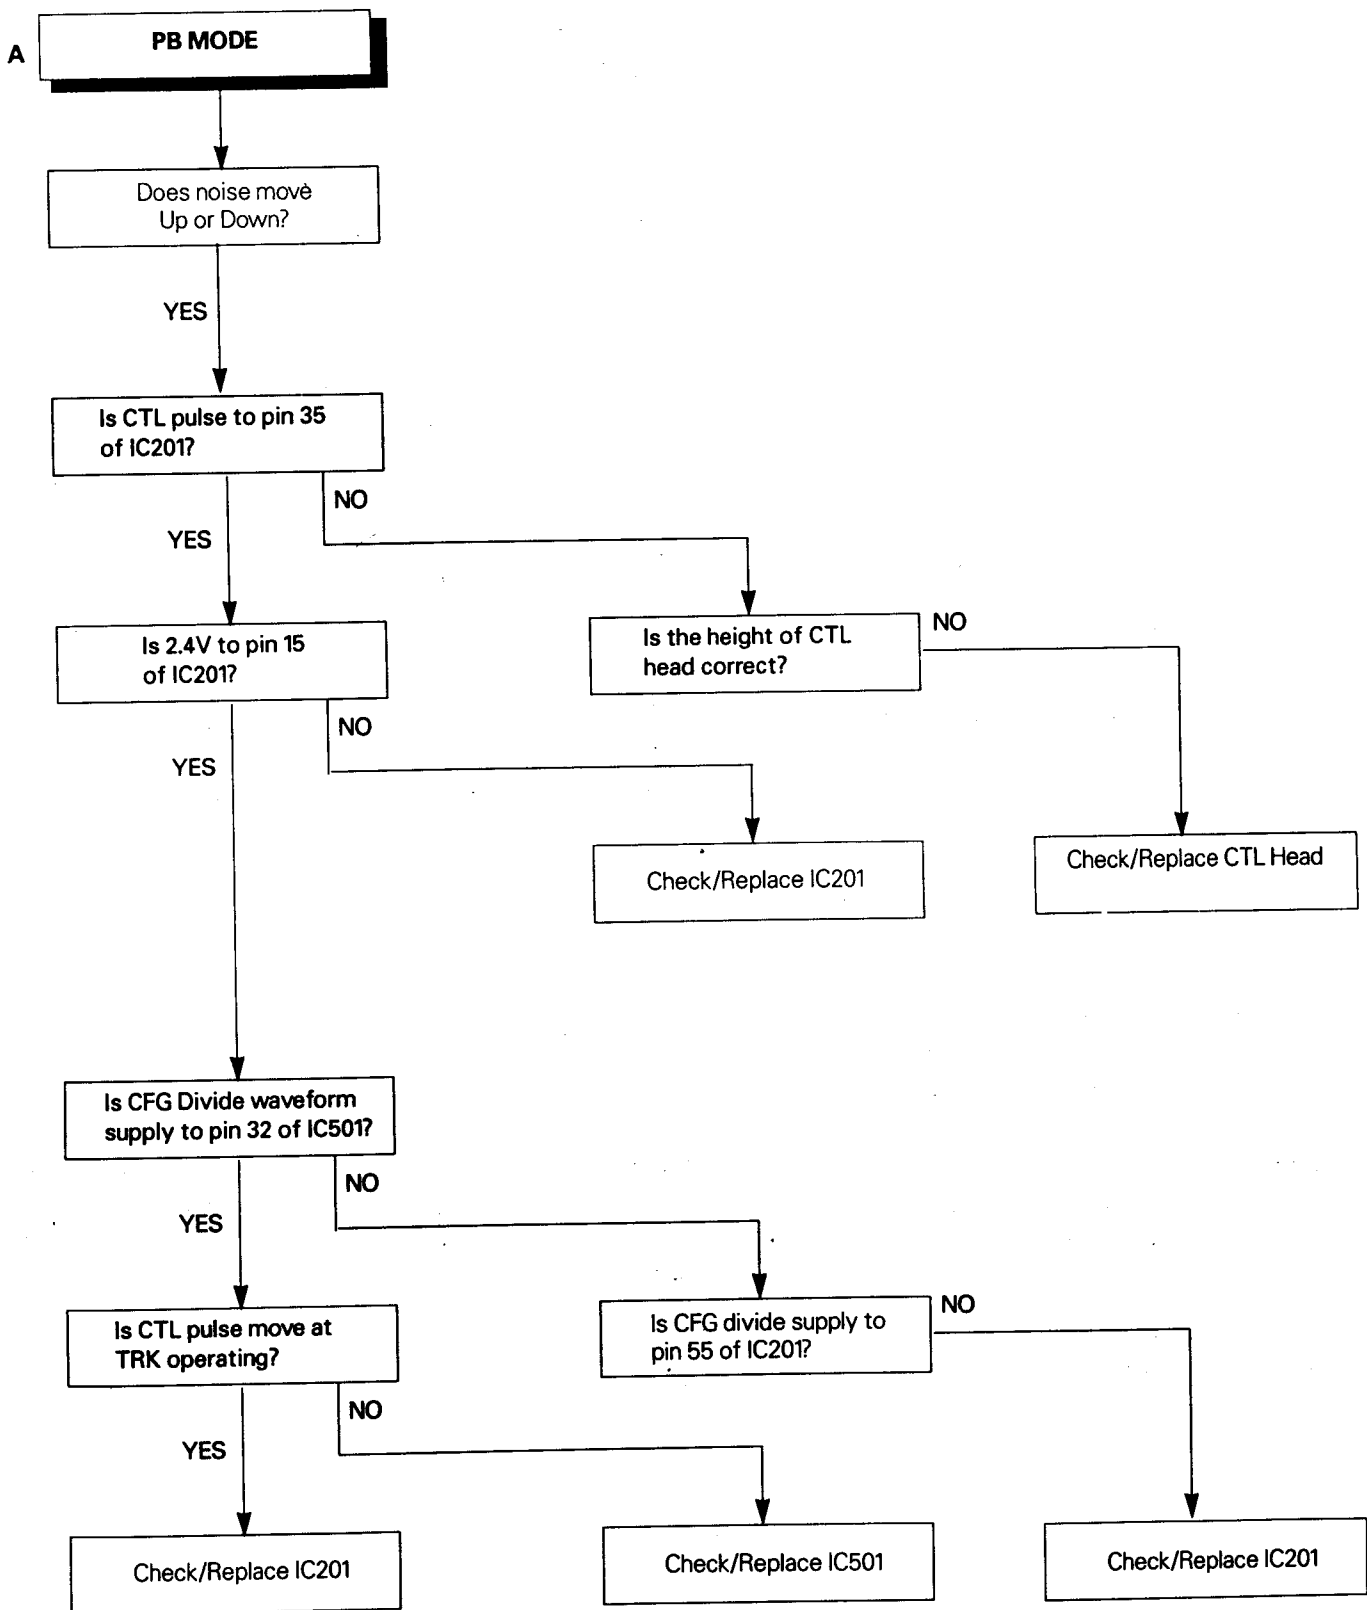 A
PB MODE
Does noise move
Up or Down?
YES
Is CTL pulse to pin 35
of IC201?
NO
YES
Is 2.4V to pin 15
of IC201?
Is the height of CTL
head correct?
NO
NO
YES
Check/Replace IC201
Check/Replace CTL Head
Is CFG Divide waveform
supply to pin 32 of IC501?
NO
YES
Is CTL pulse move at
TRK operating?
Is CFG divide supply to
pin 55 of IC201?
NO
NO
YES
Check/Replace IC201
Check/Replace IC501
Check/Replace IC201